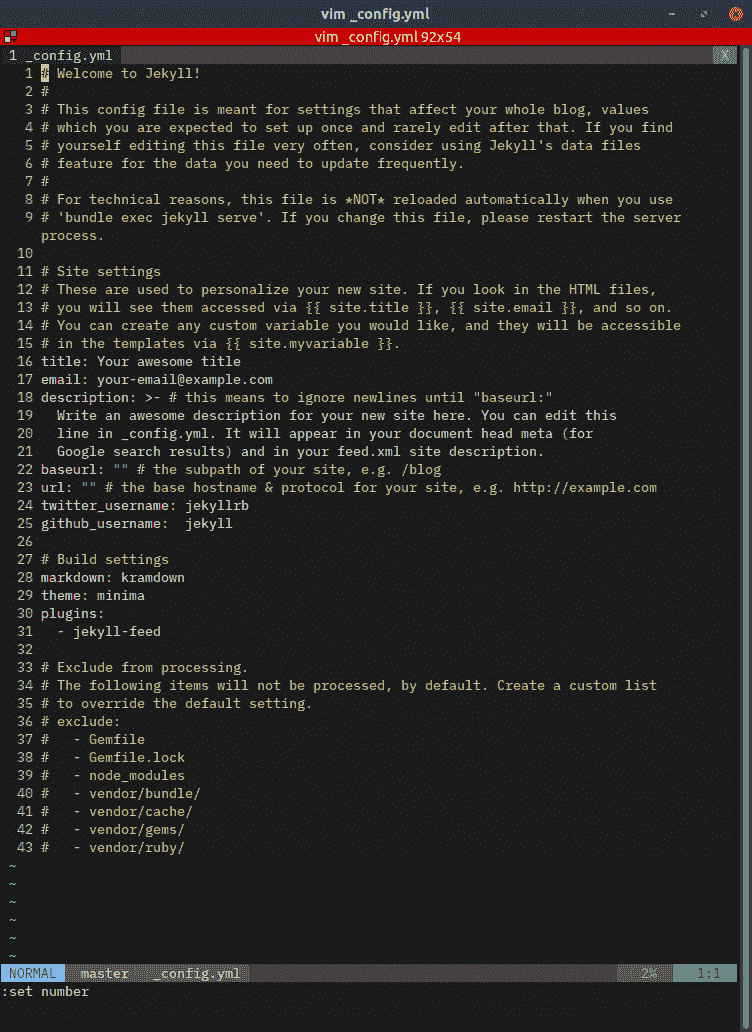 vim _config.yml
vim _config.yml 92x54
1 _config.yml X
1 # Welcome to Jekyll!
2 #
3 # This config file is meant for settings that affect your whole blog, values
4 # which you are expected to set up once and rarely edit after that. If you find
5 # yourself editing this file very often, consider using Jekyll's data files
6 # feature for the data you need to update frequently.
7 #
8 # For technical reasons, this file is *NOT* reloaded automatically when you use
9 # 'bundle exec jekyll serve'. If you change this file, please restart the server
process.
10
11 # Site settings
12 # These are used to personalize your new site. If you look in the HTML files,
13 # you will see them accessed via {{ site.title }}, {{ site.email }}, and so on.
14 # You can create any custom variable you would like, and they will be accessible
15 # in the templates via {{ site.myvariable }}.
16 title: Your awesome title
17 email: your-email@example.com
18 description: >- # this means to ignore newlines until "baseurl:"
19   Write an awesome description for your new site here. You can edit this
20   line in _config.yml. It will appear in your document head meta (for
21   Google search results) and in your feed.xml site description.
22 baseurl: "" # the subpath of your site, e.g. /blog
23 url: "" # the base hostname & protocol for your site, e.g. http://example.com
24 twitter_username: jekyllrb
25 github_username:  jekyll
26
27 # Build settings
28 markdown: kramdown
29 theme: minima
30 plugins:
31   - jekyll-feed
32
33 # Exclude from processing.
34 # The following items will not be processed, by default. Create a custom list
35 # to override the default setting.
36 # exclude:
37 #   - Gemfile
38 #   - Gemfile.lock
39 #   - node_modules
40 #   - vendor/bundle/
41 #   - vendor/cache/
42 #   - vendor/gems/
43 #   - vendor/ruby/
~
~
~
~
~
~
NORMAL master _config.yml 2% 1:1
:set number